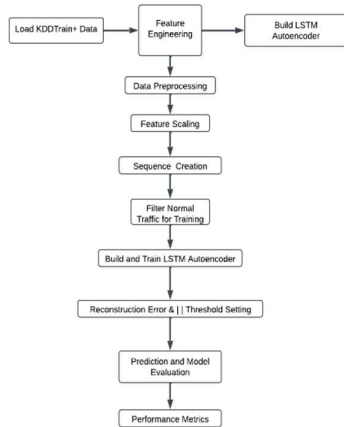 Load KDDTrain+ Data
Feature
Engineering
Build LSTM
Autoencoder
Data Preprocessing
Feature Scaling
Sequence Creation
Filter Normal
Traffic for Training
Build and Train LSTM Autoencoder
Reconstruction Error & | | Threshold Setting
Prediction and Model
Evaluation
Performance Metrics